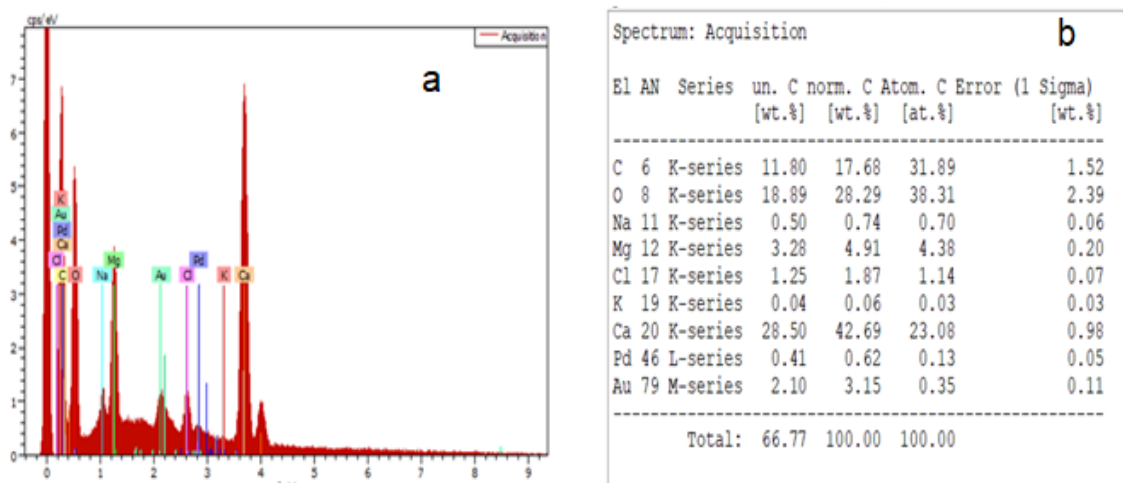 cps/eV
Acquisition
a
7
6
5
4
3
2
1
0
K
Au
Pd
Ca
Cl
C
O
Na
Mg
Au
Cl
Pd
K
Ca
0 1 2 3 4 5 6 7 8 9
Spectrum: Acquisition
b
El AN Series un. C norm. C Atom. C Error (1 Sigma)
[wt.%] [wt.%] [at.%] [wt.%]
C 6 K-series 11.80 17.68 31.89 1.52
O 8 K-series 18.89 28.29 38.31 2.39
Na 11 K-series 0.50 0.74 0.70 0.06
Mg 12 K-series 3.28 4.91 4.38 0.20
Cl 17 K-series 1.25 1.87 1.14 0.07
K 19 K-series 0.04 0.06 0.03 0.03
Ca 20 K-series 28.50 42.69 23.08 0.98
Pd 46 L-series 0.41 0.62 0.13 0.05
Au 79 M-series 2.10 3.15 0.35 0.11
Total: 66.77 100.00 100.00